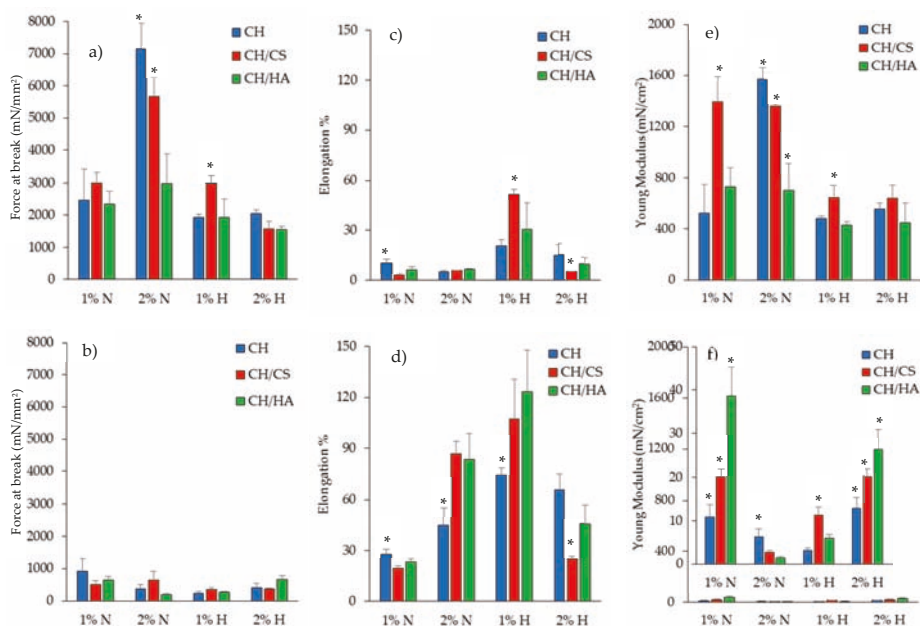 a)
Force at break (mN/mm²)
8000
7000
6000
5000
4000
3000
2000
1000
0
*
*
*
CH
CH/CS
CH/HA
1% N 2% N 1% H 2% H
c)
Elongation %
150
120
90
60
30
0
*
*
*
CH
CH/CS
CH/HA
1% N 2% N 1% H 2% H
e)
Young Modulus (mN/cm²)
2000
1600
1200
800
400
0
*
*
*
*
*
CH
CH/CS
CH/HA
1% N 2% N 1% H 2% H
b)
Force at break (mN/mm²)
8000
7000
6000
5000
4000
3000
2000
1000
0
CH
CH/CS
CH/HA
1% N 2% N 1% H 2% H
d)
Elongation %
150
120
90
60
30
0
*
*
*
*
CH
CH/CS
CH/HA
1% N 2% N 1% H 2% H
f)
Young Modulus (mN/cm²)
2000
1600
1200
800
400
0
50
40
30
20
10
0
*
*
*
*
*
*
*
*
CH
CH/CS
CH/HA
1% N 2% N 1% H 2% H
1% N 2% N 1% H 2% H